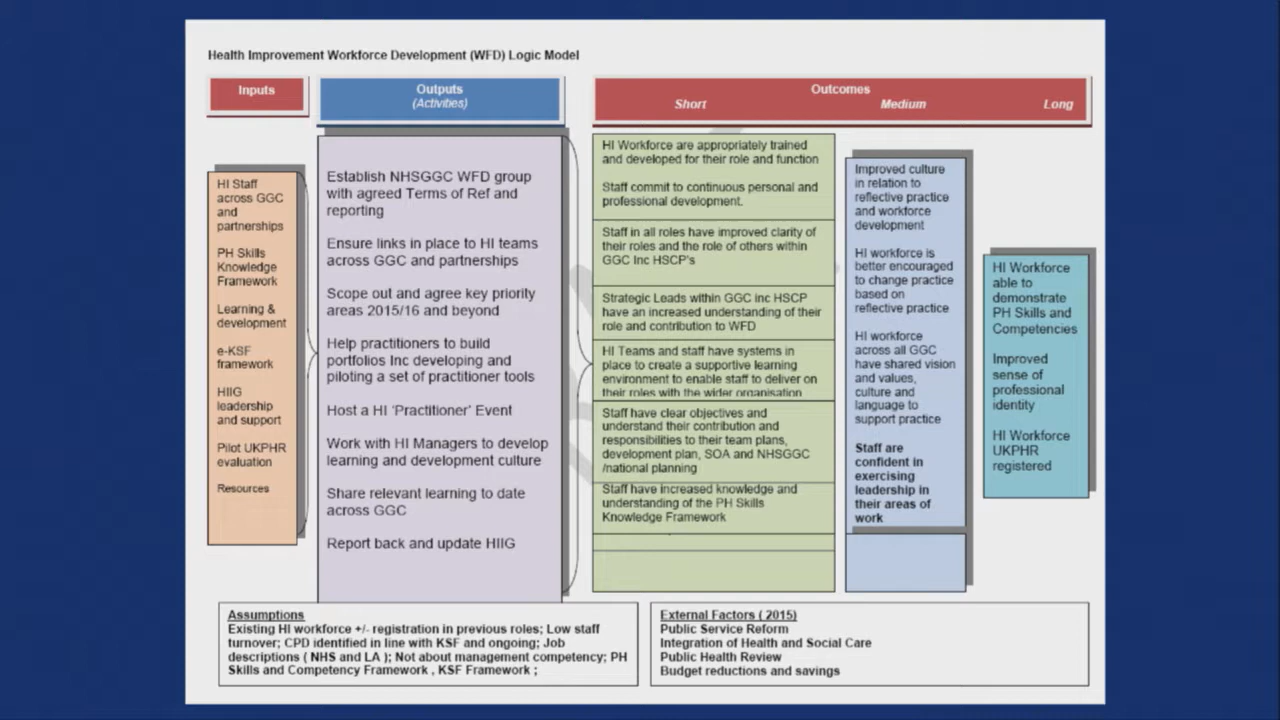 Health Improvement Workforce Development (WFD) Logic Model
Inputs
Outputs
(Activities)
Outcomes
Short
Medium
Long
HI Staff
across GGC
and
partnerships
PH Skills
Knowledge
Framework
Learning &
development
e-KSF
framework
HIIG
leadership
and support
Pilot UKPHR
evaluation
Resources
Establish NHSGGC WFD group
with agreed Terms of Ref and
reporting
Ensure links in place to HI teams
across GGC and partnerships
Scope out and agree key priority
areas 2015/16 and beyond
Help practitioners to build
portfolios Inc developing and
piloting a set of practitioner tools
Host a HI 'Practitioner' Event
Work with HI Managers to develop
learning and development culture
Share relevant learning to date
across GGC
Report back and update HIIG
HI Workforce are appropriately trained
and developed for their role and function
Staff commit to continuous personal and
professional development.
Staff in all roles have improved clarity of
their roles and the role of others within
GGC Inc HSCP's
Strategic Leads within GGC inc HSCP
have an increased understanding of their
role and contribution to WFD
HI Teams and staff have systems in
place to create a supportive learning
environment to enable staff to deliver on
their roles with the wider organisation
Staff have clear objectives and
understand their contribution and
responsibilities to their team plans,
development plan, SOA and NHSGGC
/national planning
Staff have increased knowledge and
understanding of the PH Skills
Knowledge Framework
Improved culture
in relation to
reflective practice
and workforce
development
HI workforce is
better encouraged
to change practice
based on
reflective practice
HI workforce
across all GGC
have shared vision
and values,
culture and
language to
support practice
Staff are
confident in
exercising
leadership in
their areas of
work
HI Workforce
able to
demonstrate
PH Skills and
Competencies
Improved
sense of
professional
identity
HI Workforce
UKPHR
registered
Assumptions
Existing HI workforce +/- registration in previous roles; Low staff
turnover; CPD identified in line with KSF and ongoing; Job
descriptions ( NHS and LA ); Not about management competency; PH
Skills and Competency Framework , KSF Framework ;
External Factors ( 2015)
Public Service Reform
Integration of Health and Social Care
Public Health Review
Budget reductions and savings